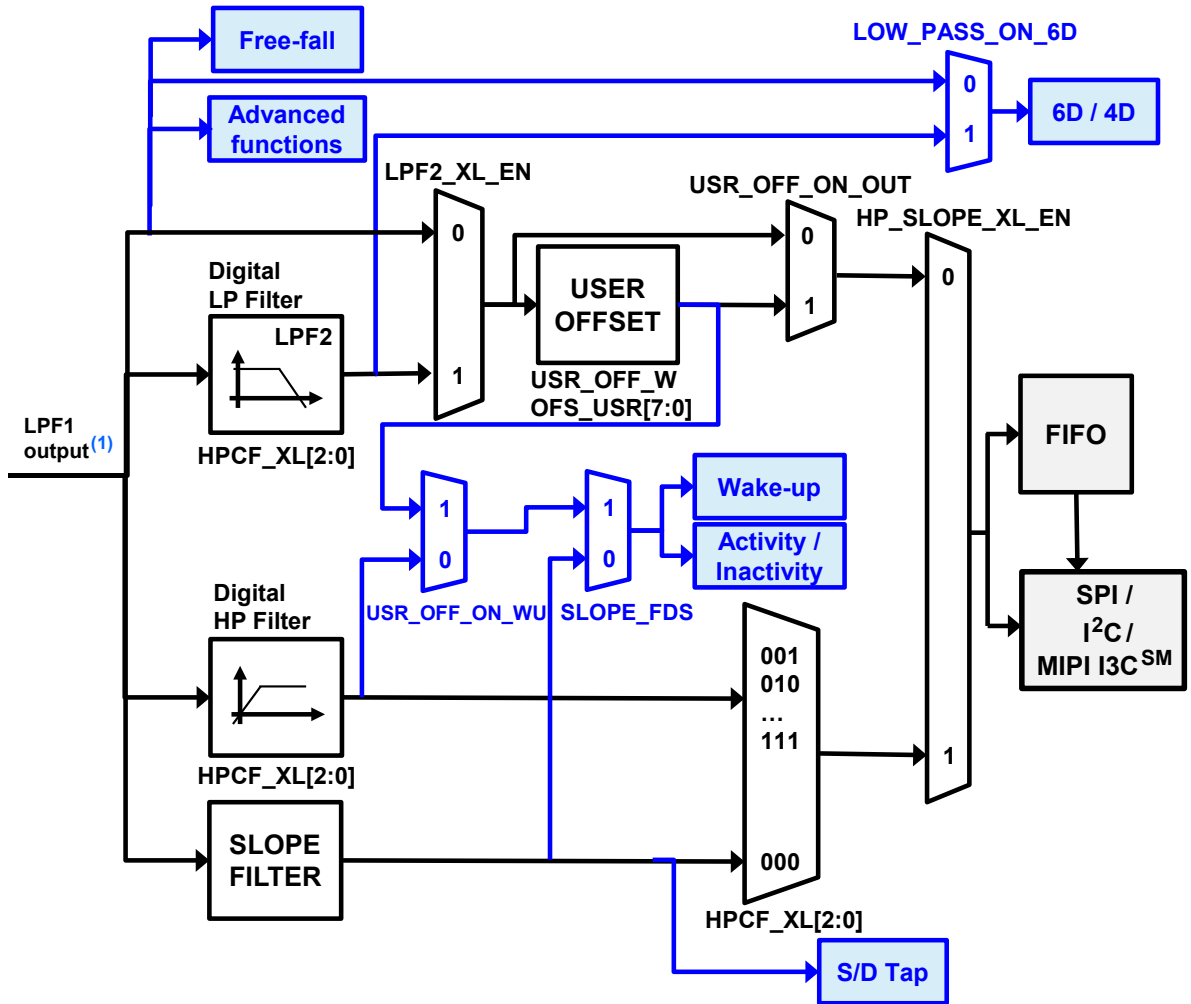 Free-fall
LOW_PASS_ON_6D
0
1
6D / 4D
Advanced
functions
LPF2_XL_EN
0
1
USR_OFF_ON_OUT
0
1
HP_SLOPE_XL_EN
0
1
Digital
LP Filter
LPF2
HPCF_XL[2:0]
USER
OFFSET
USR_OFF_W
OFS_USR[7:0]
LPF1
output(1)
FIFO
Wake-up
Activity /
Inactivity
1
0
USR_OFF_ON_WU
1
0
SLOPE_FDS
SPI /
I²C /
MIPI I3C SM
Digital
HP Filter
HPCF_XL[2:0]
001
010
...
111
000
HPCF_XL[2:0]
SLOPE
FILTER
S/D Tap